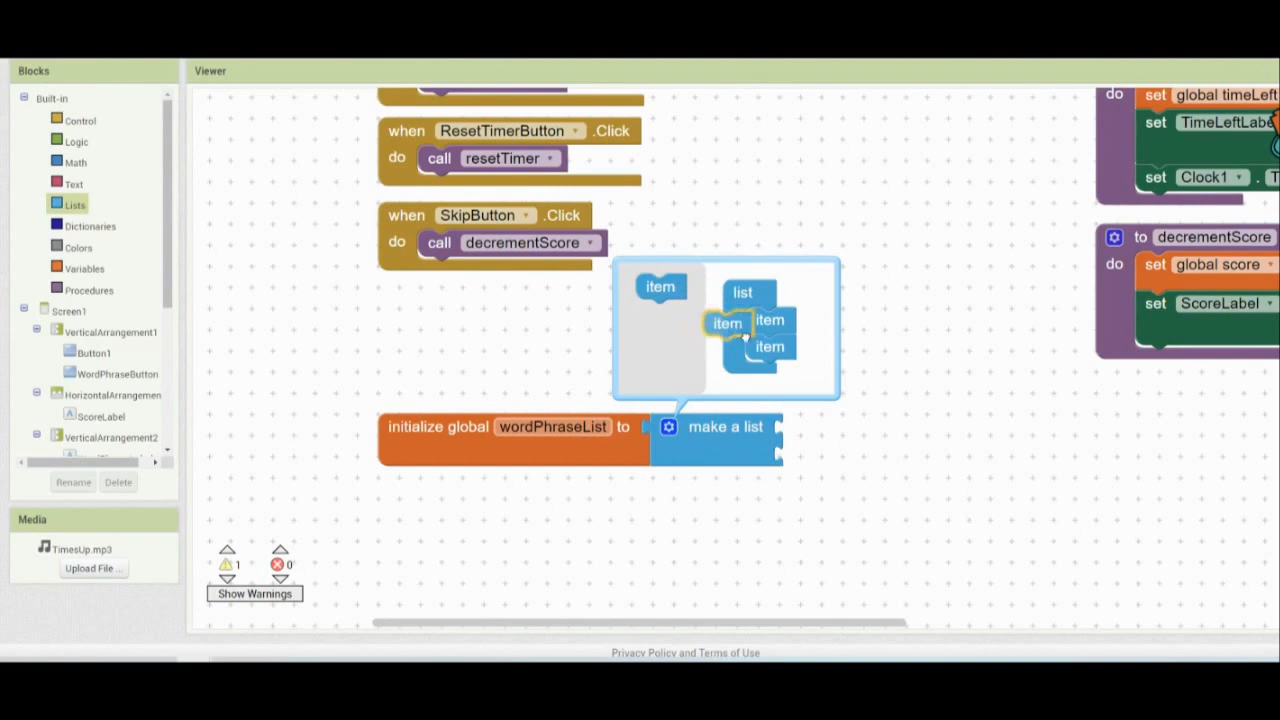 Blocks
Viewer
Built-in
Control
Logic
Math
Text
Lists
Dictionaries
Colors
Variables
Procedures
Screen1
VerticalArrangement1
Button1
WordPhraseButton
HorizontalArrangemen
ScoreLabel
VerticalArrangement2
Rename Delete
Media
TimesUp.mp3
Upload File ...
when ResetTimerButton .Click
do call resetTimer
when SkipButton .Click
do call decrementScore
item
list
item
item
item
initialize global wordPhraseList to make a list
do set global timeLeft
set TimeLeftLabe
set Clock1 . T
to decrementScore
do set global score
set ScoreLabel
1 0
Show Warnings
Privacy Policy and Terms of Use